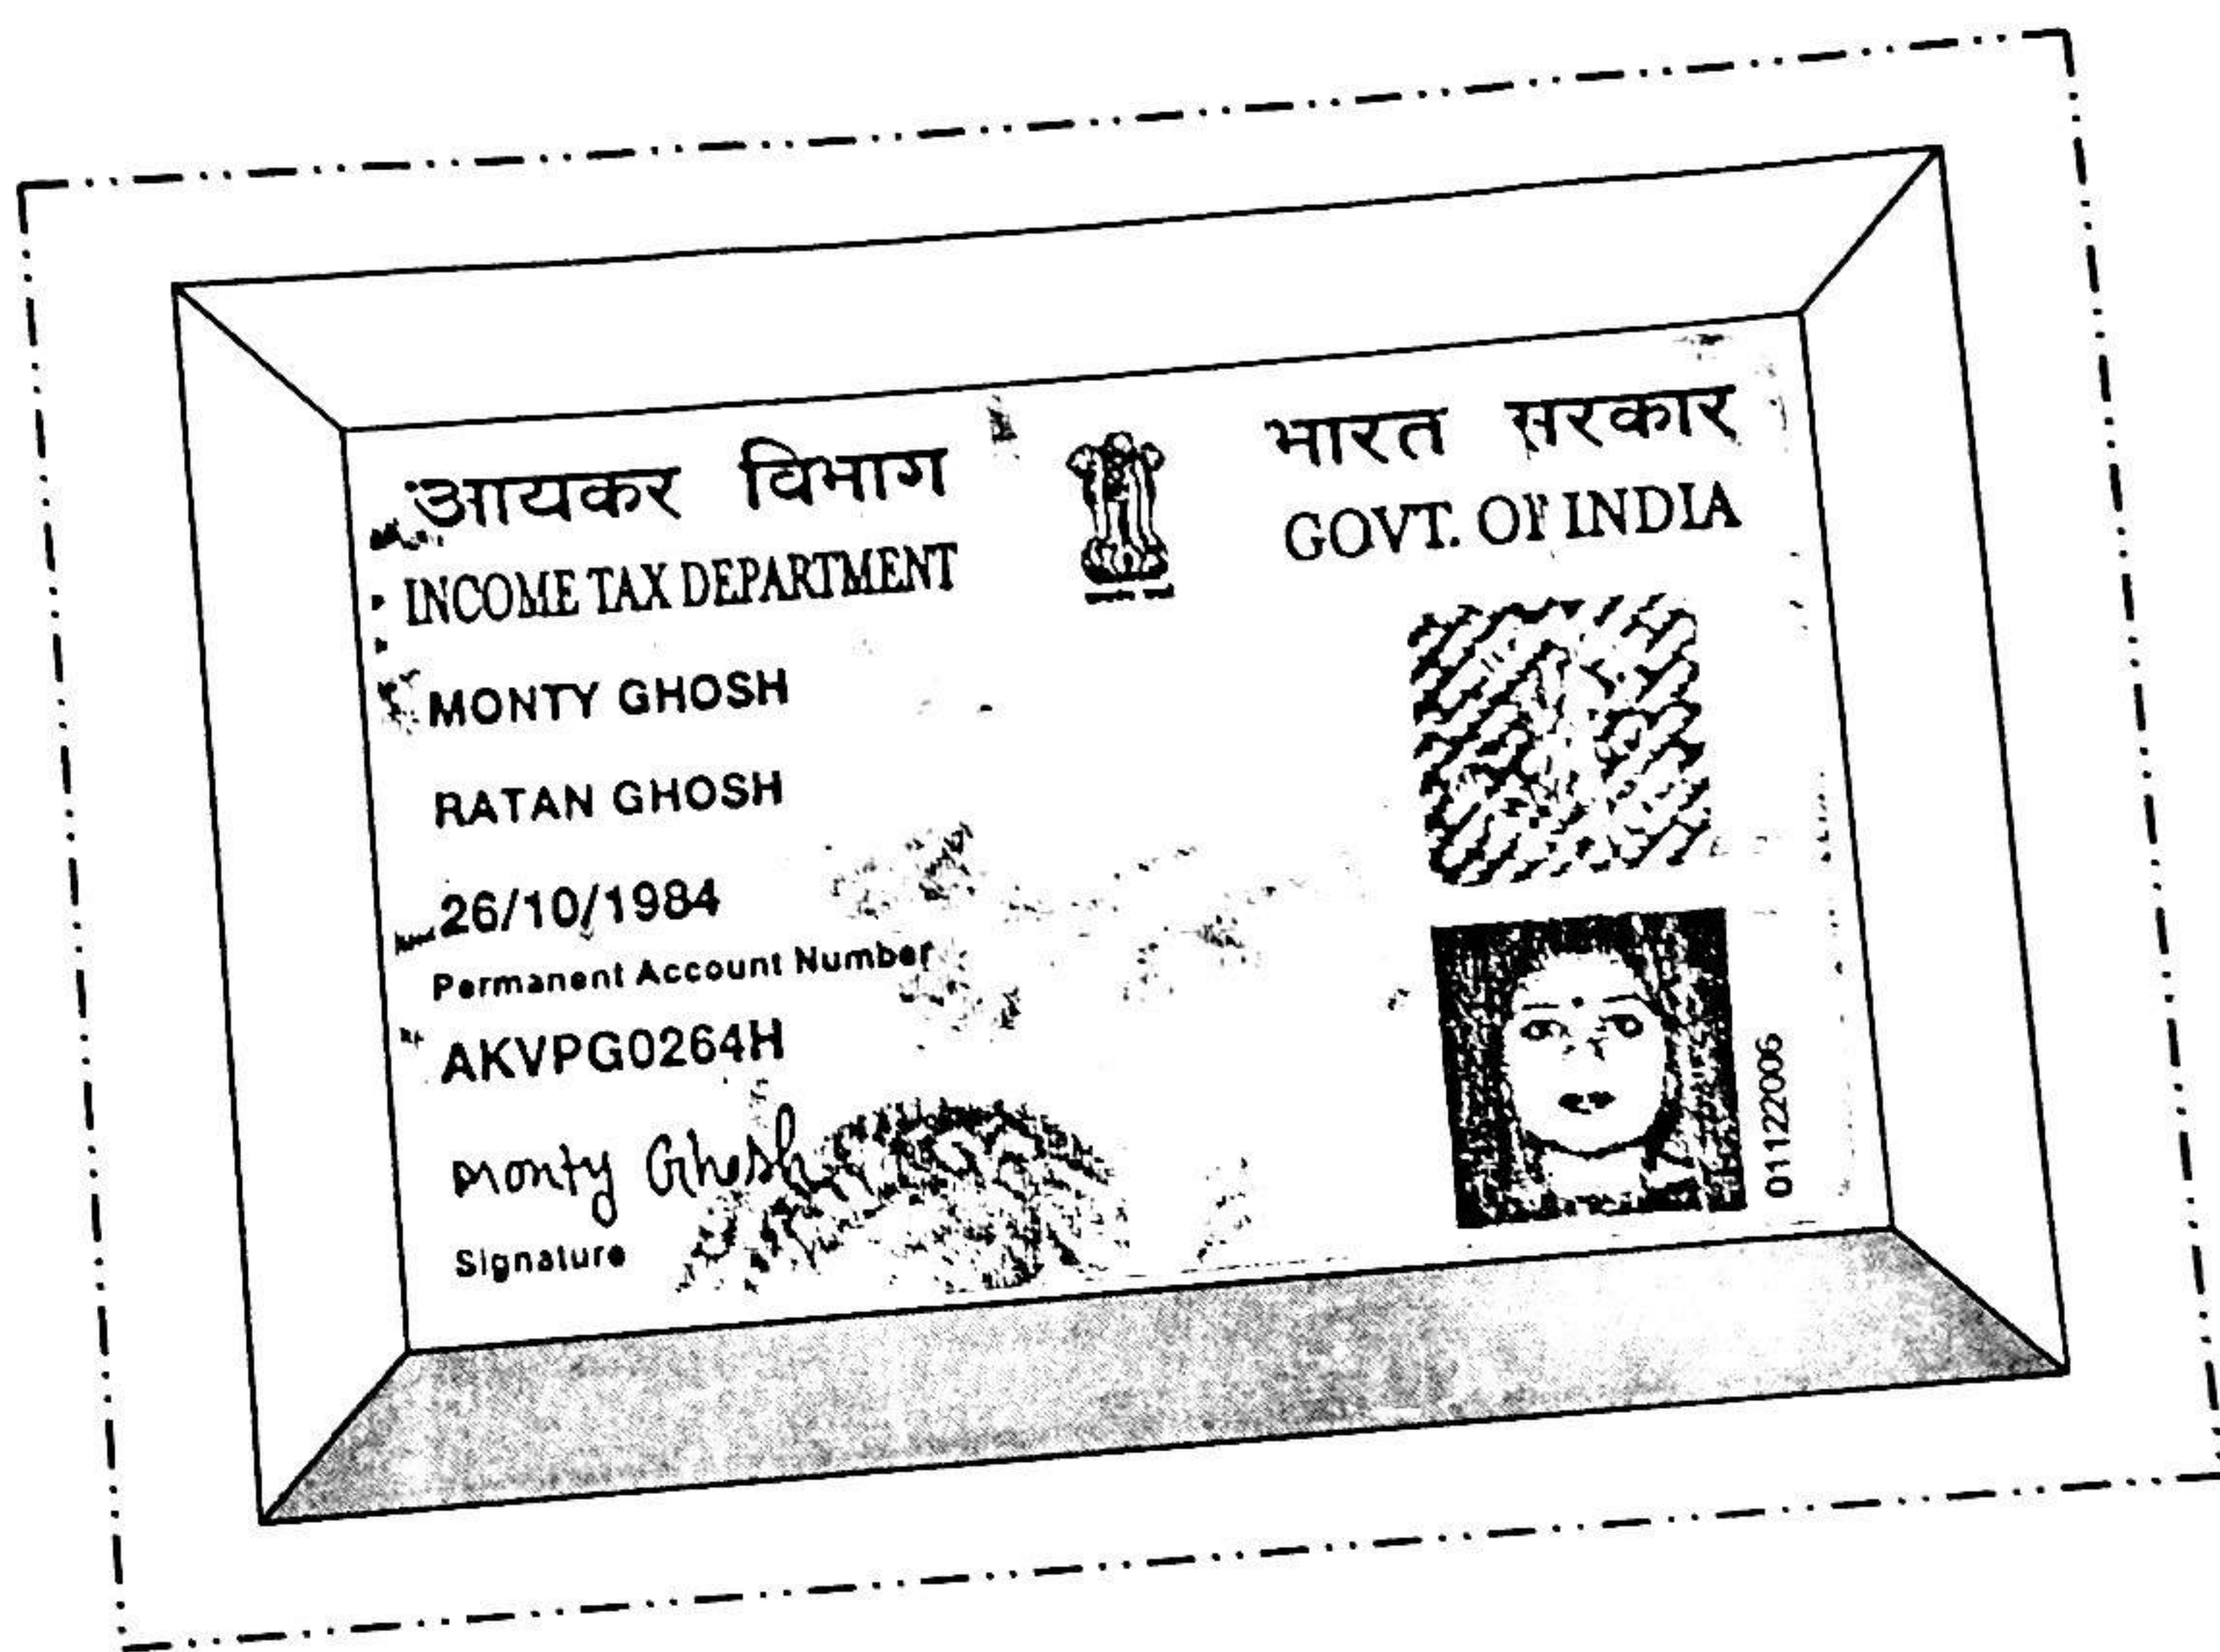 आयकर विभाग
INCOME TAX DEPARTMENT
भारत सरकार
GOVT. OF INDIA
MONTY GHOSH
RATAN GHOSH
26/10/1984
Permanent Account Number
AKVPG0264H
Monty Ghosh
Signature
01122006